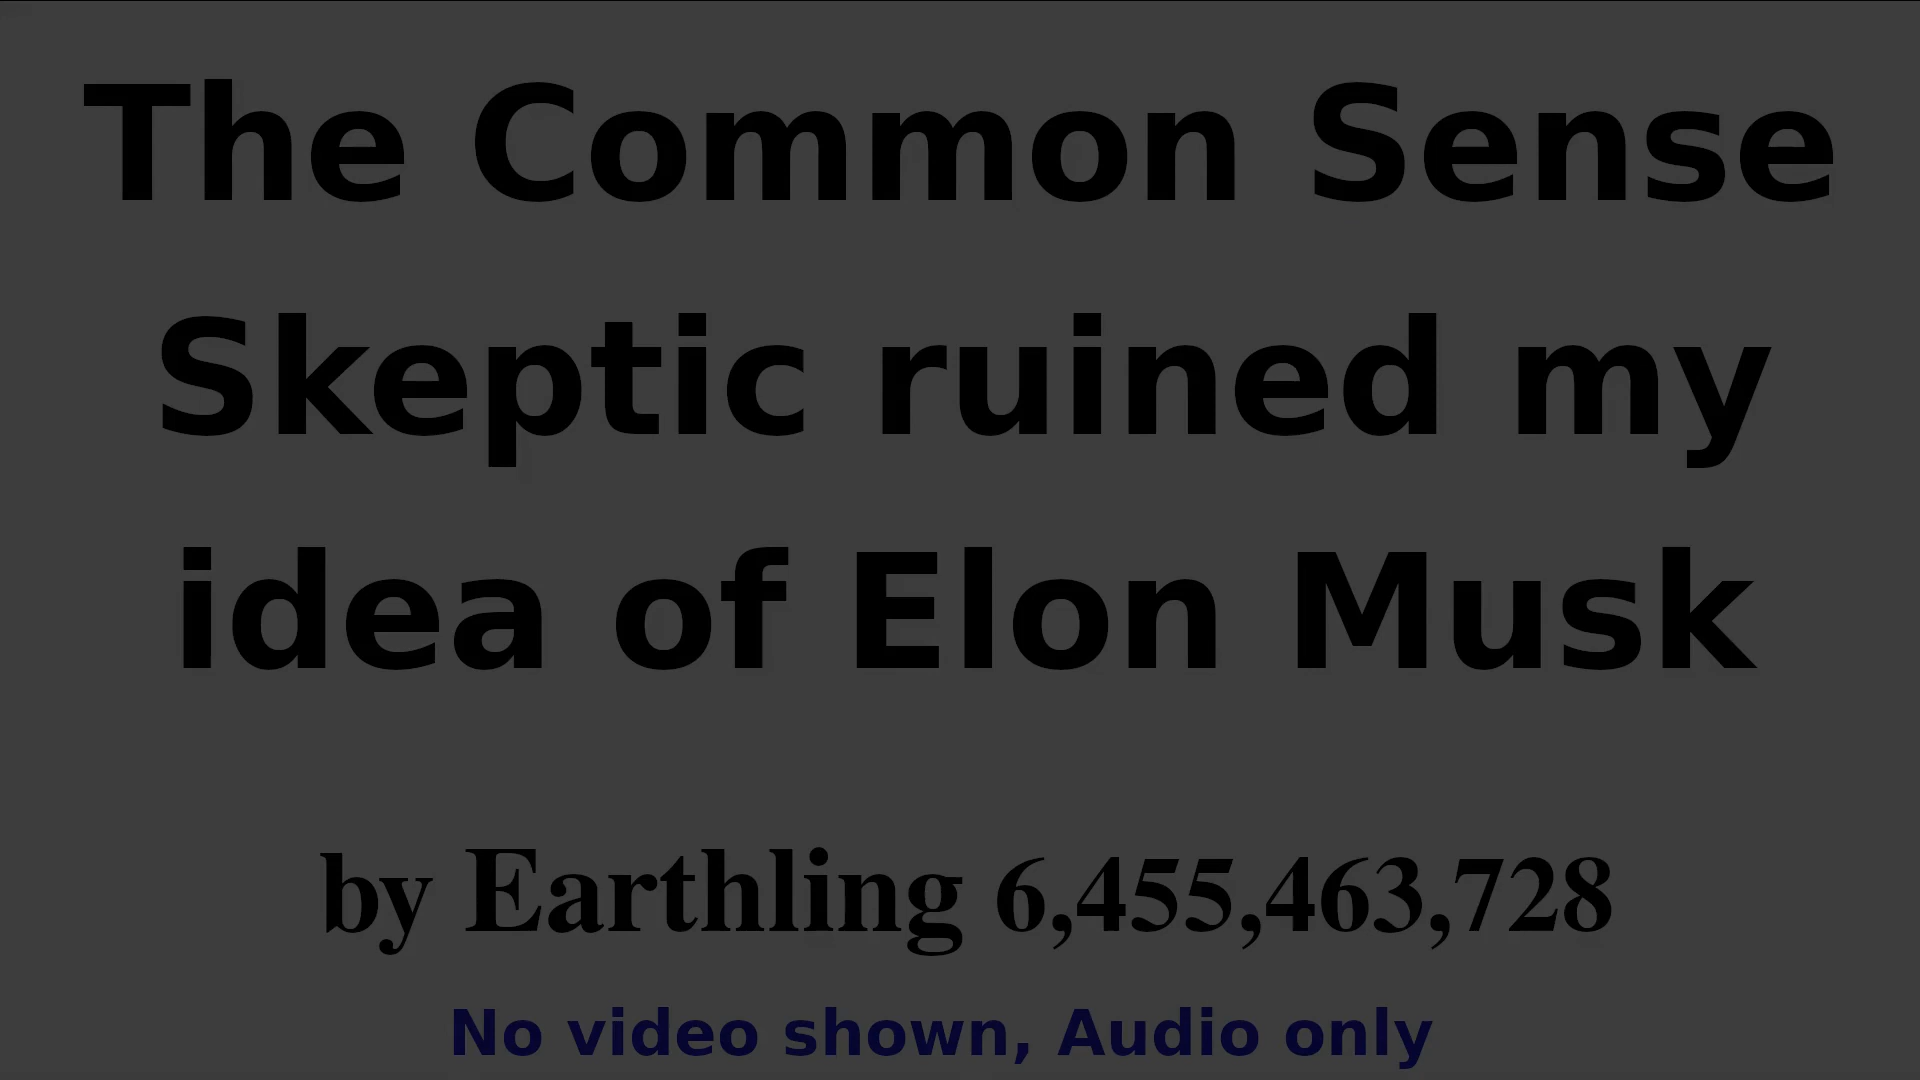 The Common Sense
Skeptic ruined my
idea of Elon Musk
by Earthling 6,455,463,728
No video shown, Audio only